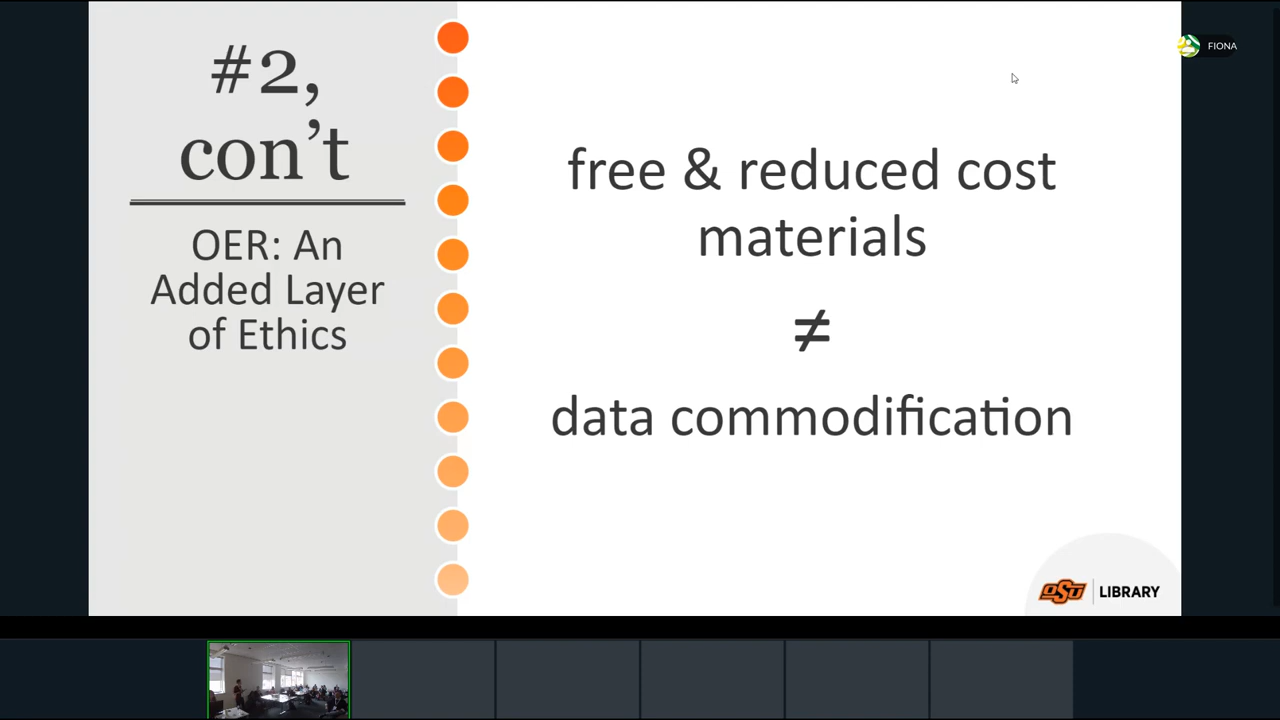 #2,
con’t
OER: An
Added Layer
of Ethics
free & reduced cost
materials
≠
data commodification
OSU LIBRARY
FIONA